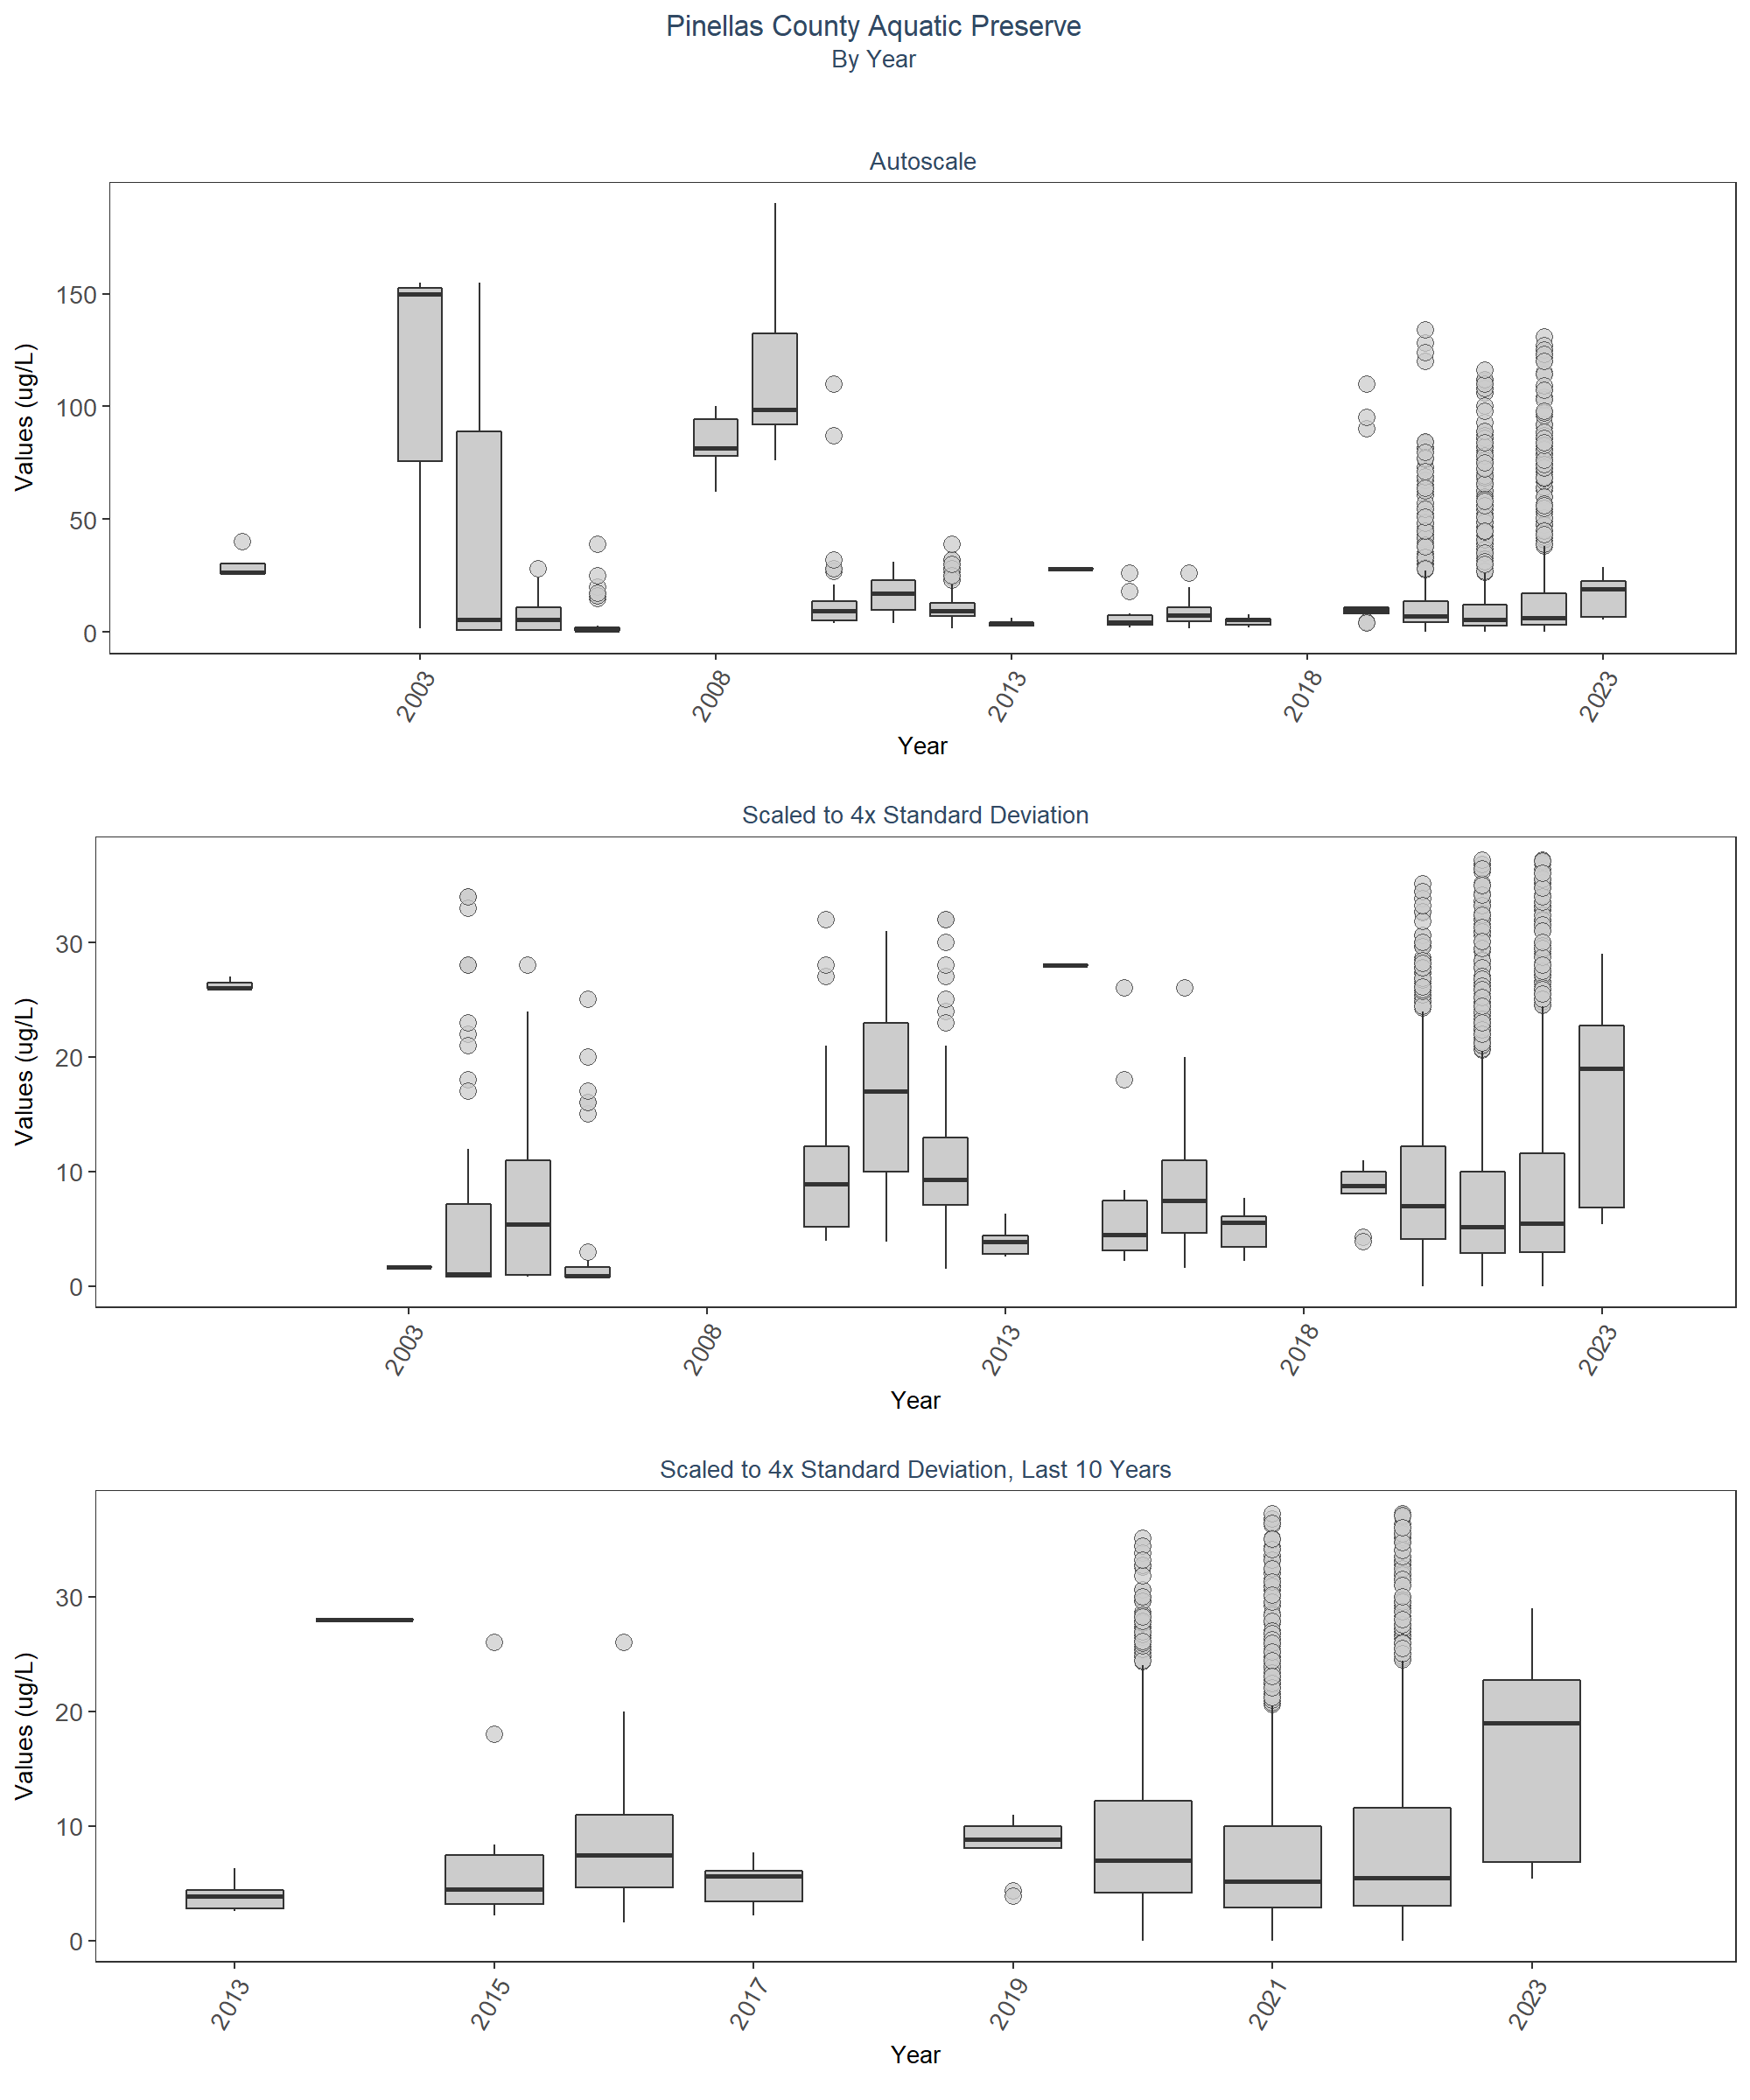 Pinellas County Aquatic Preserve
By Year
Autoscale
Values (ug/L)
150
100
50
0
2003
2008
2013
2018
2023
Year
Scaled to 4x Standard Deviation
Values (ug/L)
30
20
10
0
2003
2008
2013
2018
2023
Year
Scaled to 4x Standard Deviation, Last 10 Years
Values (ug/L)
30
20
10
0
2013
2015
2017
2019
2021
2023
Year